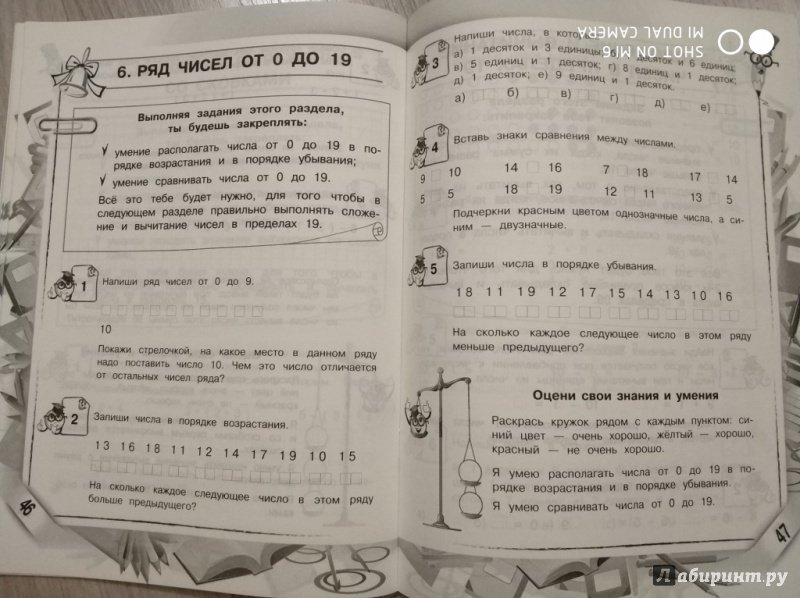 6. РЯД ЧИСЕЛ ОТ 0 ДО 19
Выполняя задания этого раздела,
ты будешь закреплять:
умение располагать числа от 0 до 19 в по-
рядке возрастания и в порядке убывания;
умение сравнивать числа от 0 до 19.
Всё это тебе будет нужно, для того чтобы в
следующем разделе правильно выполнять сложе-
ние и вычитание чисел в пределах 19.
1
Напиши ряд чисел от 0 до 9.
10
Покажи стрелочкой, на какое место в данном ряду
надо поставить число 10. Чем это число отличается
от остальных чисел ряда?
2
Запиши числа в порядке возрастания.
13 16 18 11 12 14 17 19 10 15
На сколько каждое следующее число в этом ряду
больше предыдущего?
46
3
Напиши числа, в которых
а) 1 десяток и 3 единицы; б) десяток и 6 единиц;
в) 5 единиц и 1 десяток; г) 8 единиц и 1 десяток;
д) 1 десяток; е) 9 единиц и 1 десяток.
а) б) в) г) д) е)
4
Вставь знаки сравнения между числами.
9 10 14 16 7 18 17 14
5 5 18 19 12 11 13 5
Подчеркни красным цветом однозначные числа, а си-
ним — двузначные.
5
Запиши числа в порядке убывания.
18 11 19 12 17 15 14 13 10 16
На сколько каждое следующее число в этом ряду
меньше предыдущего?
Оцени свои знания и умения
Раскрась кружок рядом с каждым пунктом: си-
ний цвет — очень хорошо, жёлтый — хорошо,
красный — не очень хорошо.
Я умею располагать числа от 0 до 19 в по-
рядке возрастания и в порядке убывания.
Я умею сравнивать числа от 0 до 19.
47
SHOT ON MI 6
MI DUAL CAMERA
Лабиринт.ру